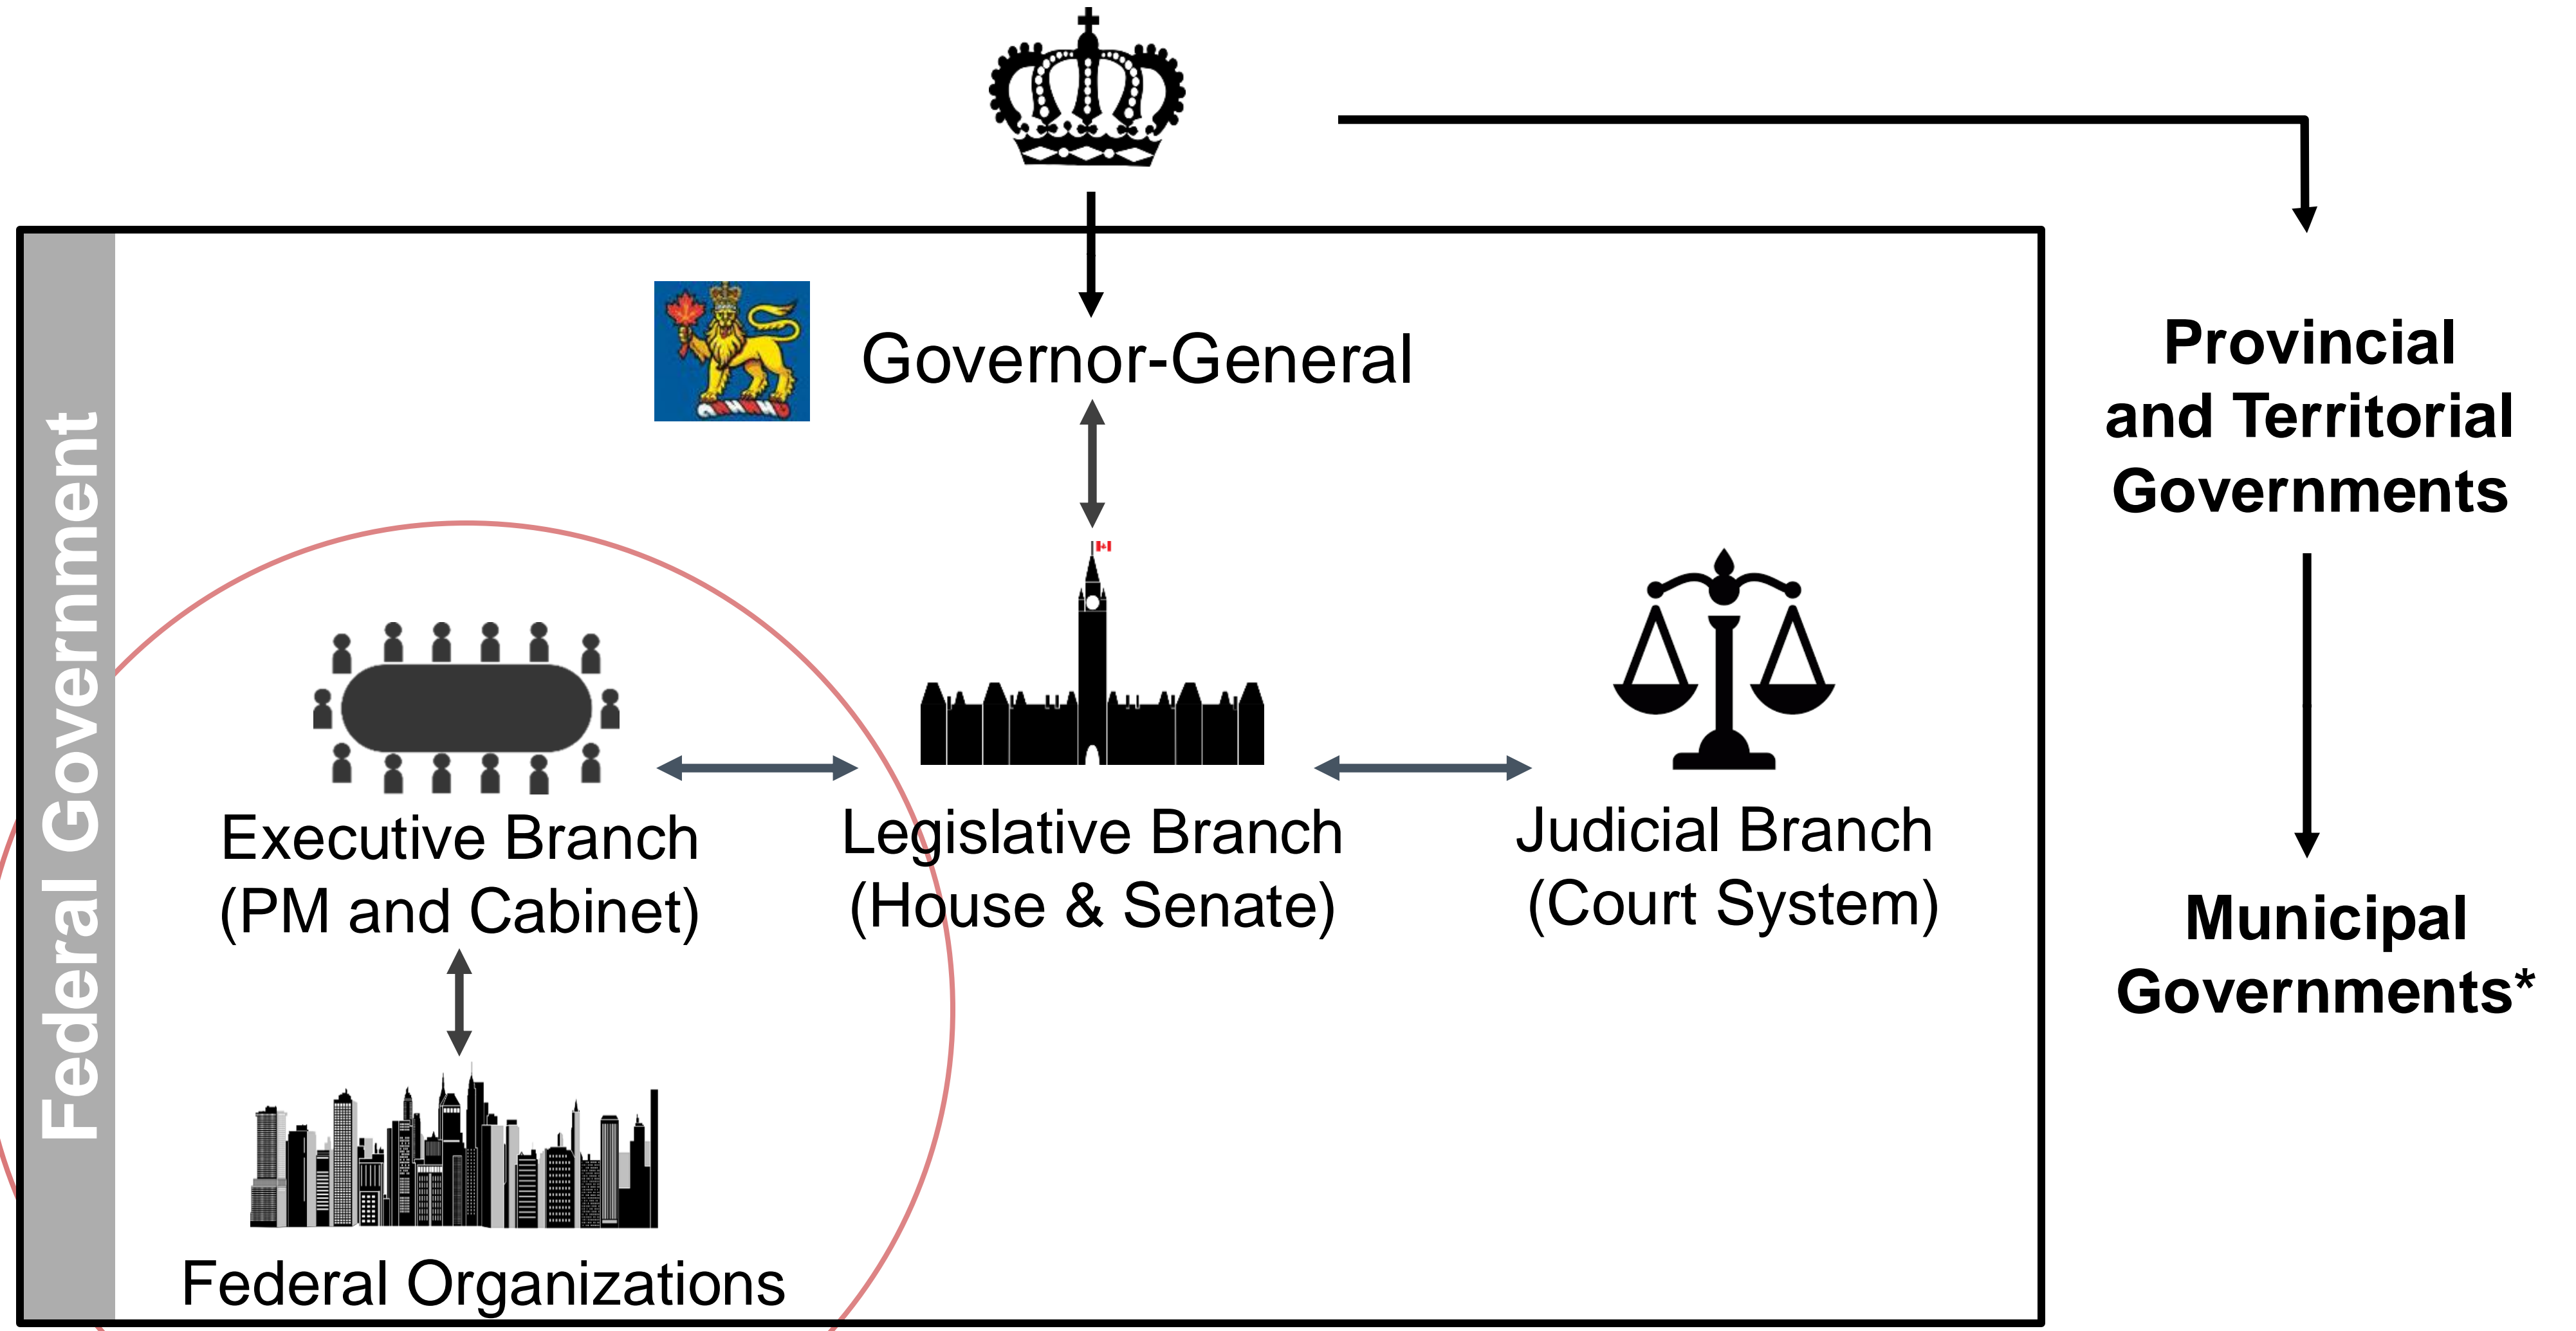 Federal Government
Governor-General
Executive Branch
(PM and Cabinet)
Legislative Branch
(House & Senate)
Judicial Branch
(Court System)
Federal Organizations
Provincial
and Territorial
Governments
Municipal
Governments*